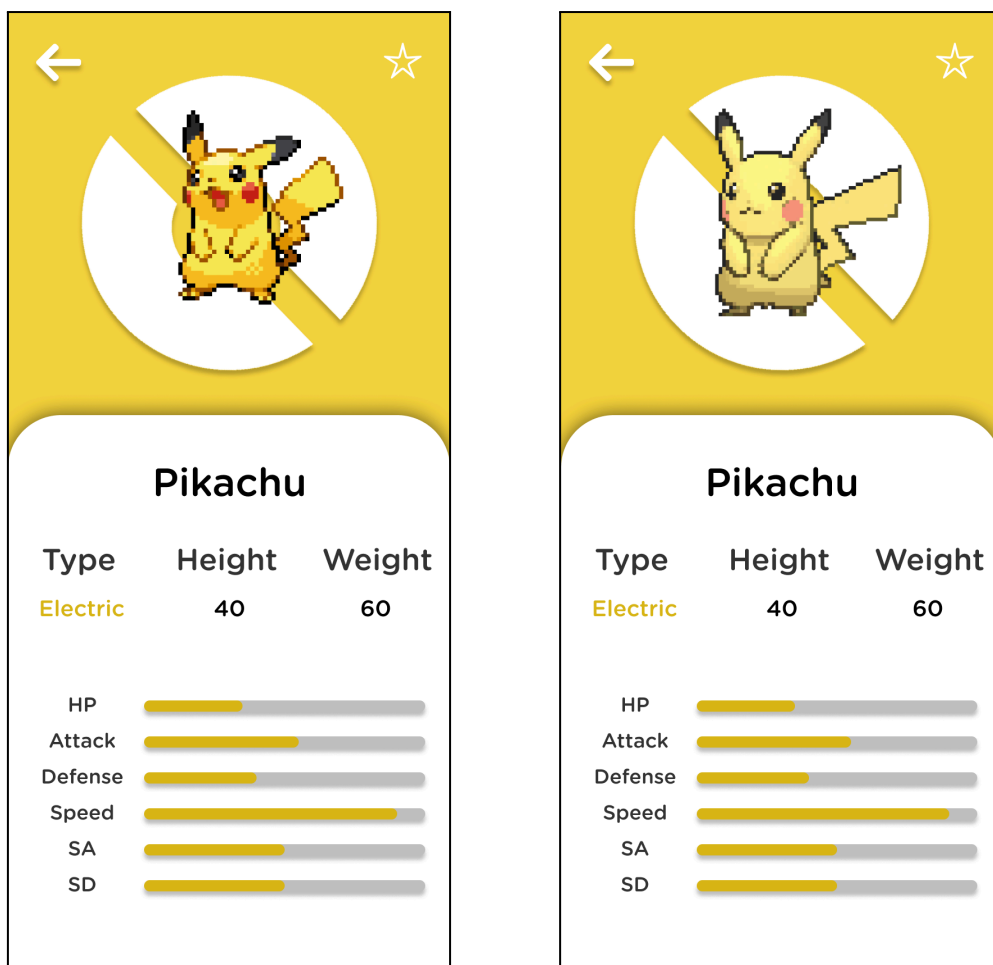 Pikachu
Type Height Weight
Electric 40 60
HP
Attack
Defense
Speed
SA
SD
Pikachu
Type Height Weight
Electric 40 60
HP
Attack
Defense
Speed
SA
SD